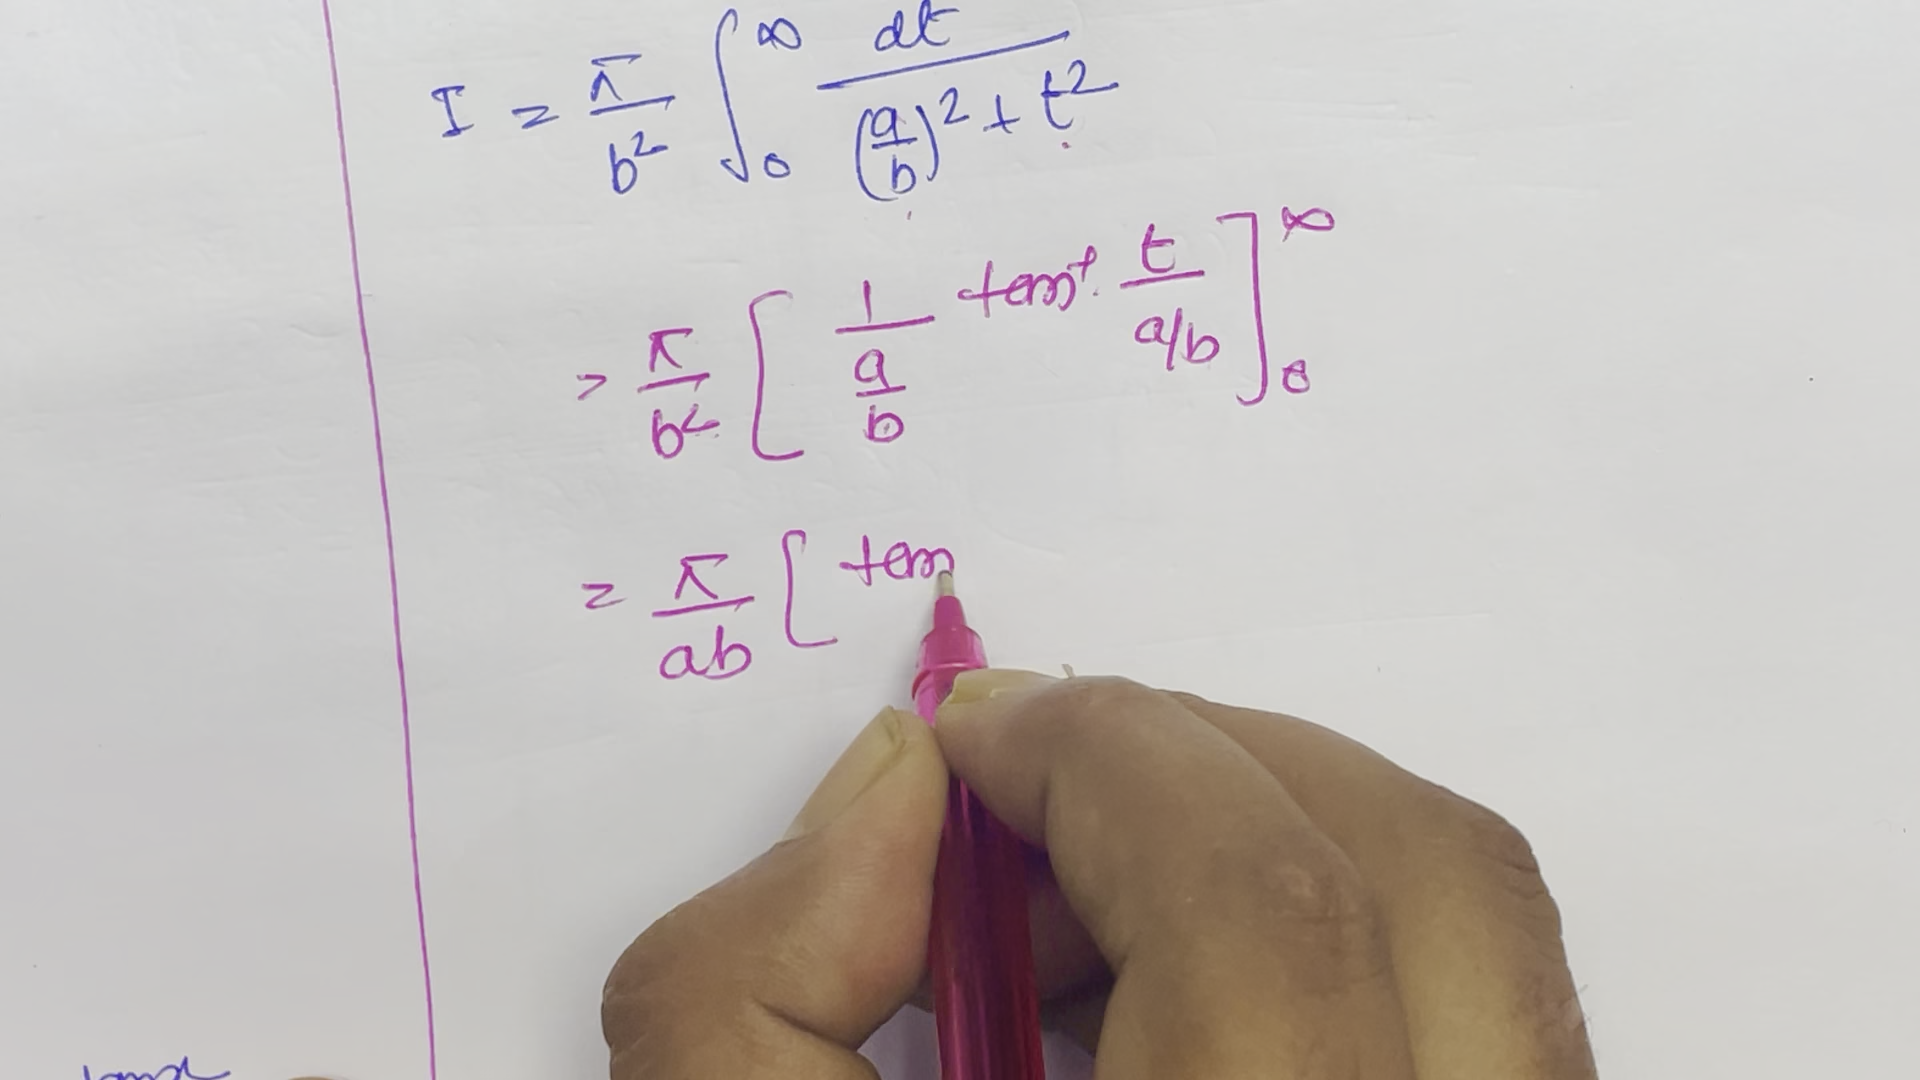 I = π/b² ∫₀^∞ dt/((a/b)² + t²)
= π/b² [ 1/(a/b) tan⁻¹ t/(a/b) ]₀^∞
= π/ab [ tan